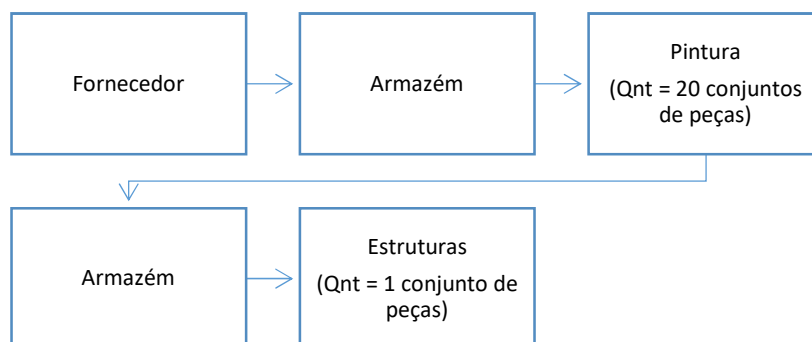 Fornecedor
Armazém
Pintura
(Qnt = 20 conjuntos
de peças)
Armazém
Estruturas
(Qnt = 1 conjunto de
peças)